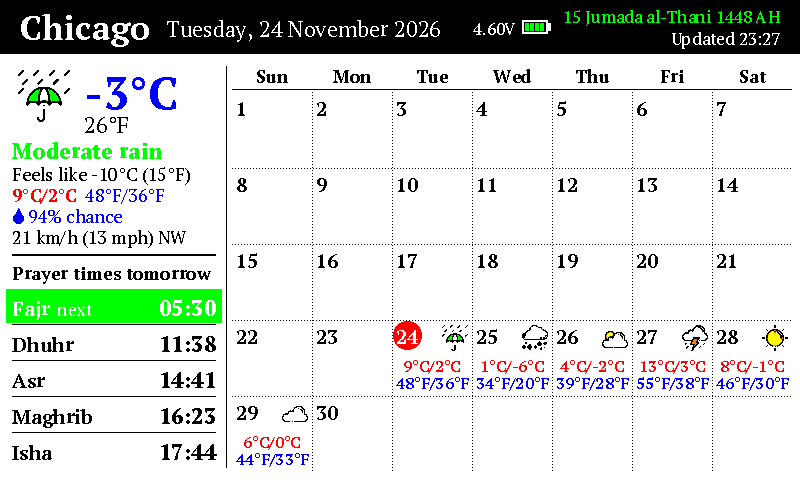 Chicago Tuesday, 24 November 2026 4.60V 15 Jumada al-Thani 1448 AH
Updated 23:27
-3°C
26°F
Moderate rain
Feels like -10°C (15°F)
9°C/2°C 48°F/36°F
94% chance
21 km/h (13 mph) NW
Prayer times tomorrow
Fajr next 05:30
Dhuhr 11:38
Asr 14:41
Maghrib 16:23
Isha 17:44
Sun Mon Tue Wed Thu Fri Sat
1 2 3 4 5 6 7
8 9 10 11 12 13 14
15 16 17 18 19 20 21
22 23 24 25 26 27 28
9°C/2°C 1°C/-6°C 4°C/-2°C 13°C/3°C 8°C/-1°C
48°F/36°F 34°F/20°F 39°F/28°F 55°F/38°F 46°F/30°F
29 30
6°C/0°C
44°F/33°F